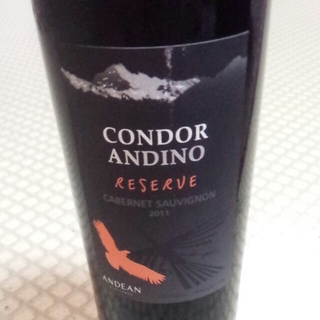 CONDOR
ANDINO
RESERVE
CABERNET SAUVIGNON
2011
ANDEAN